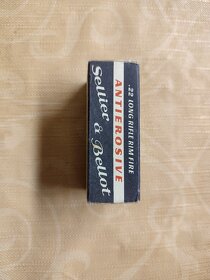 .22 LONG RIFLE RIM FIRE
ANTIEROSIVE
Sellier & Bellot